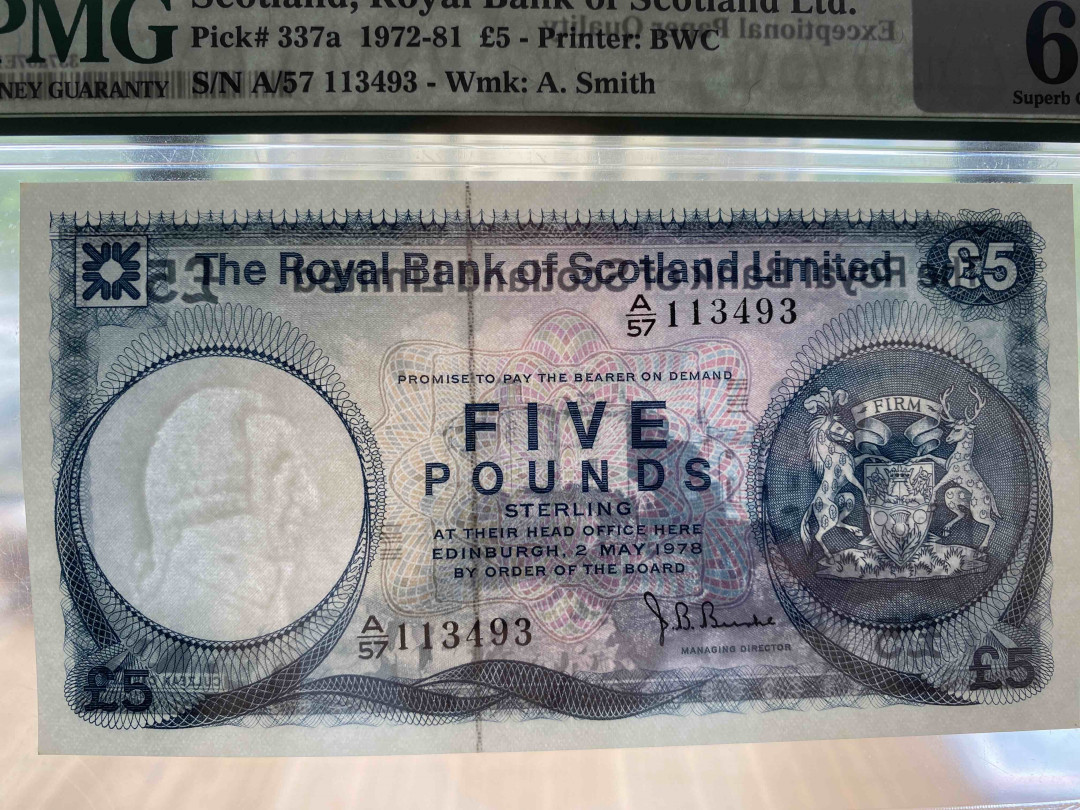 Scotland, Royal Bank of Scotland Ltd.
PMG
Pick# 337a 1972-81 £5 - Printer: BWC
Exceptional Paper Quality
NEY GUARANTY
S/N A/57 113493 - Wmk: A. Smith
6
Superb
The Royal Bank of Scotland Limited
£5
A/57 113493
PROMISE TO PAY THE BEARER ON DEMAND
FIVE
POUNDS
STERLING
AT THEIR HEAD OFFICE HERE
EDINBURGH, 2 MAY 1978
BY ORDER OF THE BOARD
FIRM
A/57 113493
J.B. Burke
MANAGING DIRECTOR
£5
£5